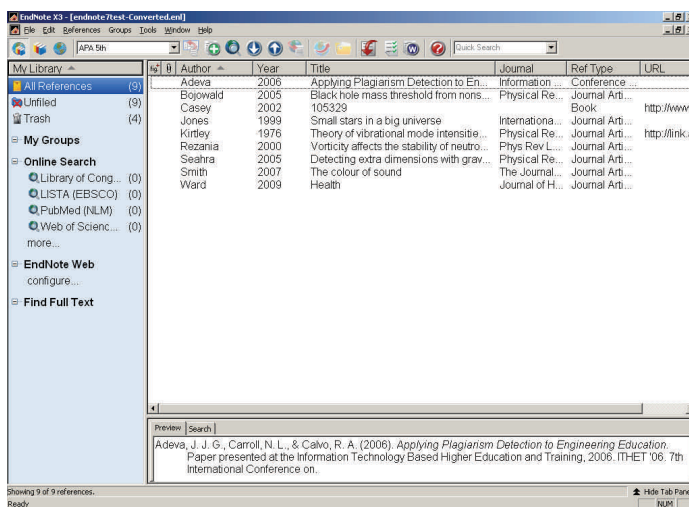 EndNote X3 - [endnote7test-Converted.enl]
File Edit References Groups Tools Window Help
APA 5th
Quick Search
My Library
All References (9)
Unfiled (9)
Trash (4)
My Groups
Online Search
Library of Cong... (0)
LISTA (EBSCO) (0)
PubMed (NLM) (0)
Web of Scienc... (0)
more...
EndNote Web
configure...
Find Full Text
Author Year Title Journal Ref Type URL
Adeva 2006 Applying Plagiarism Detection to En... Information ... Conference ...
Bojowald 2005 Black hole mass threshold from nons... Physical Re... Journal Arti...
Casey 2002 105329 Book http://www
Jones 1999 Small stars in a big universe Internationa... Journal Arti...
Kirtley 1976 Theory of vibrational mode intensitie... Physical Re... Journal Arti... http://link.
Rezania 2000 Vorticity affects the stability of neutro... Phys Rev L... Journal Arti...
Seahra 2005 Detecting extra dimensions with grav... Physical Re... Journal Arti...
Smith 2007 The colour of sound The Journal... Journal Arti...
Ward 2009 Health Journal of H... Journal Arti...
Preview Search
Adeva, J. J. G., Carroll, N. L., & Calvo, R. A. (2006). Applying Plagiarism Detection to Engineering Education.
Paper presented at the Information Technology Based Higher Education and Training, 2006. ITHET '06. 7th
International Conference on.
Showing 9 of 9 references.
Hide Tab Pane
Ready
NUM